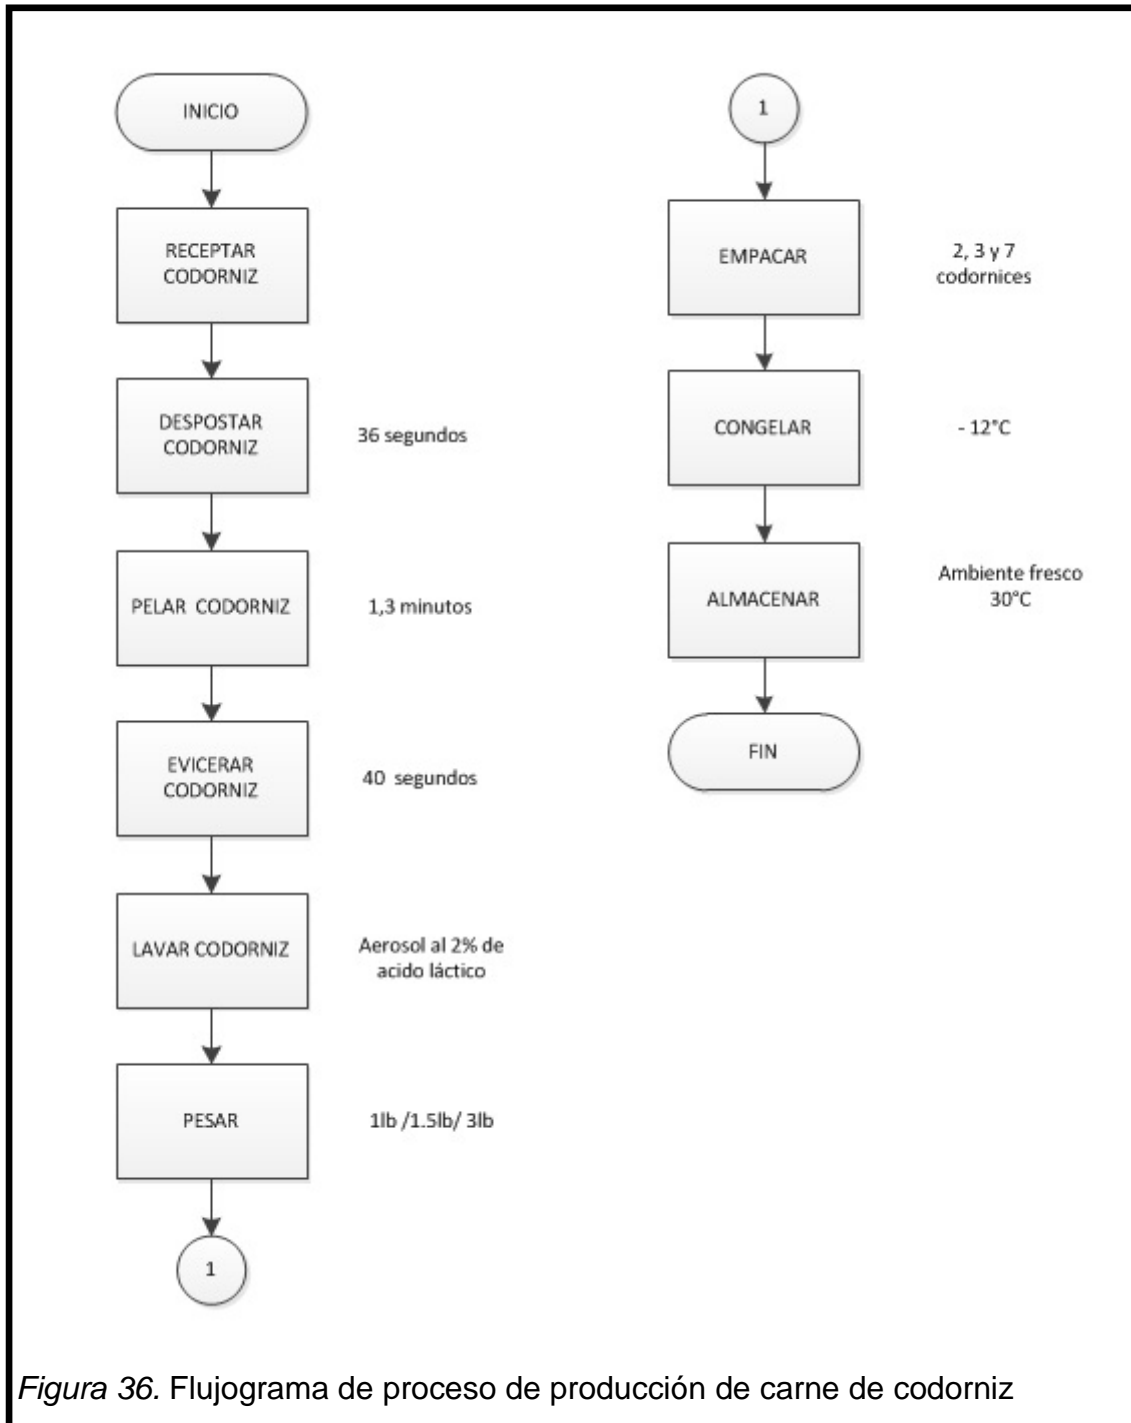 INICIO
RECEPTAR
CODORNIZ
DESPOSTAR
CODORNIZ
36 segundos
PELAR CODORNIZ
1,3 minutos
EVICERAR
CODORNIZ
40 segundos
LAVAR CODORNIZ
Aerosol al 2% de
acido láctico
PESAR
1lb /1.5lb/ 3lb
1
1
EMPACAR
2, 3 y 7
codornices
CONGELAR
- 12°C
ALMACENAR
Ambiente fresco
30°C
FIN
Figura 36. Flujograma de proceso de producción de carne de codorniz